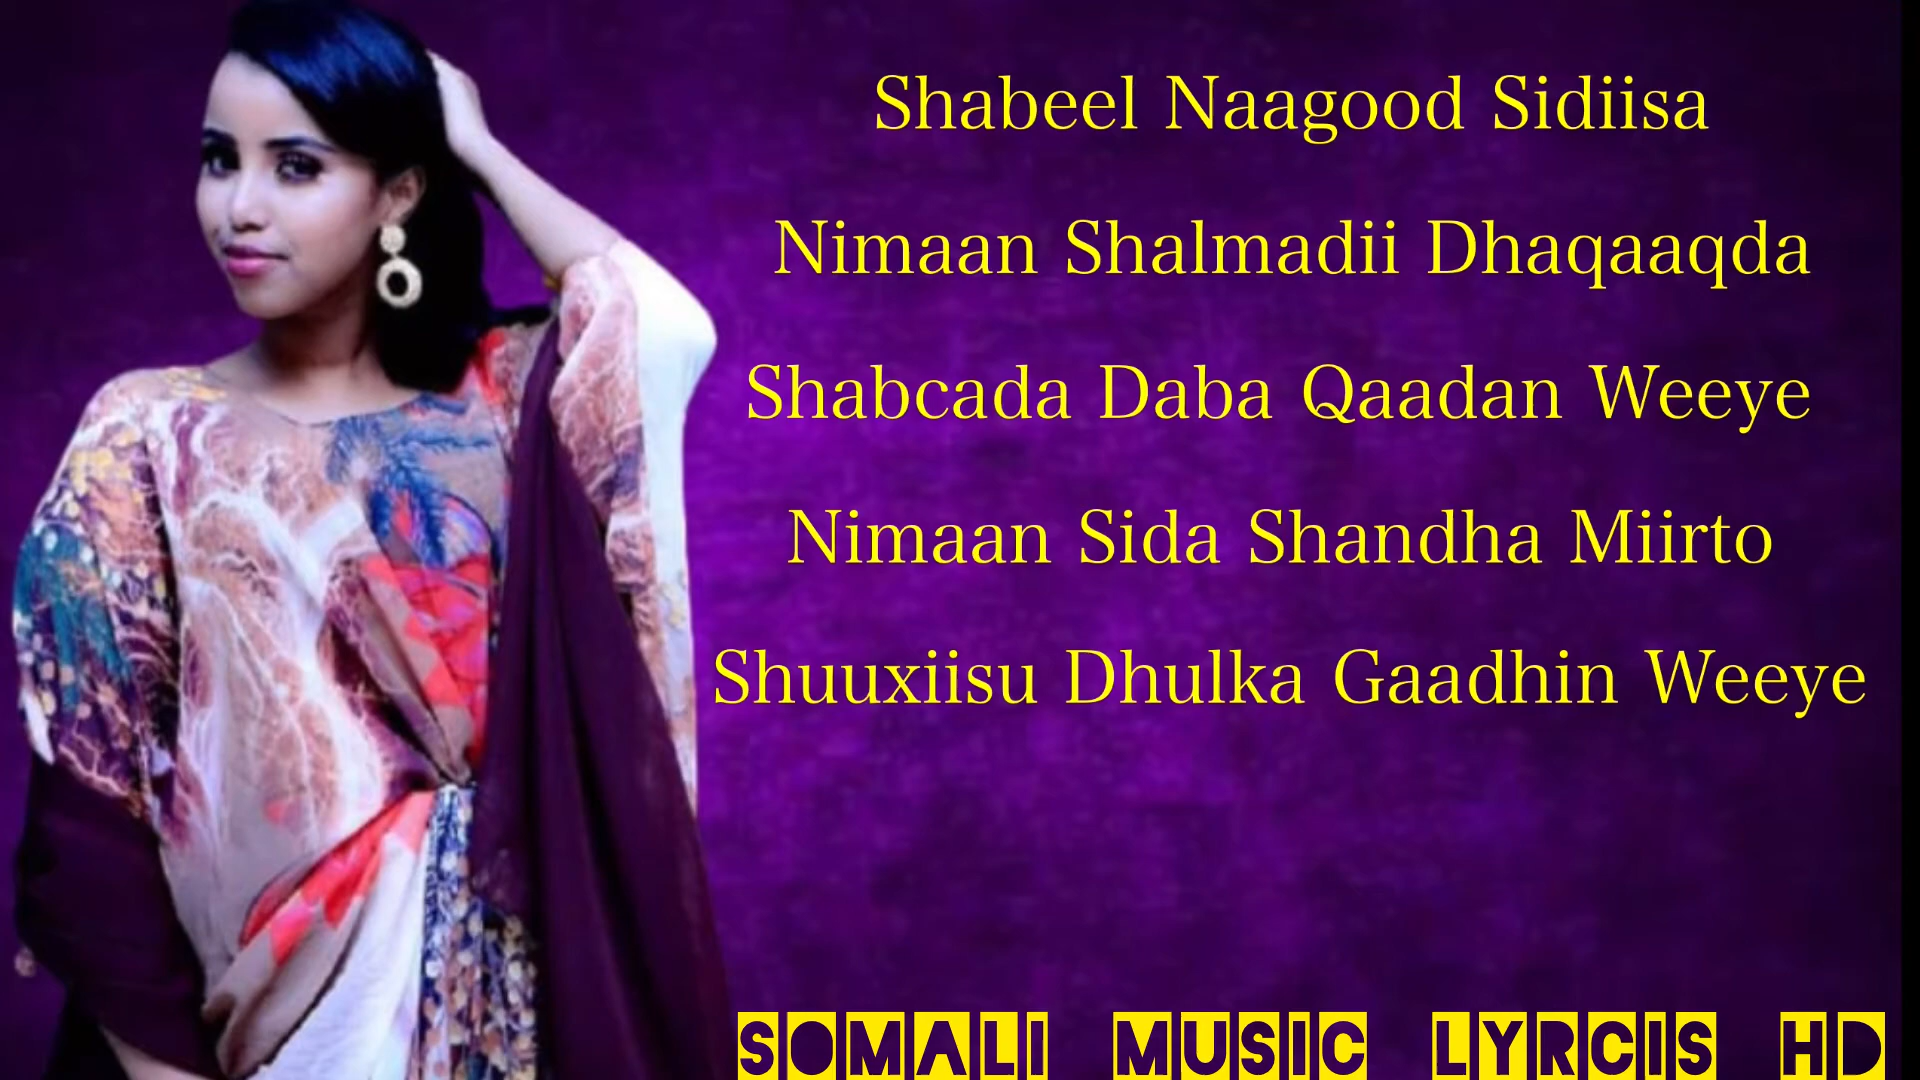 Shabeel Naagood Sidiisa
Nimaan Shalmadii Dhaqaaqda
Shabcada Daba Qaadan Weeye
Nimaan Sida Shandha Miirto
Shuuxiisu Dhulka Gaadhin Weeye
SOMALI MUSIC LYRCIS HD